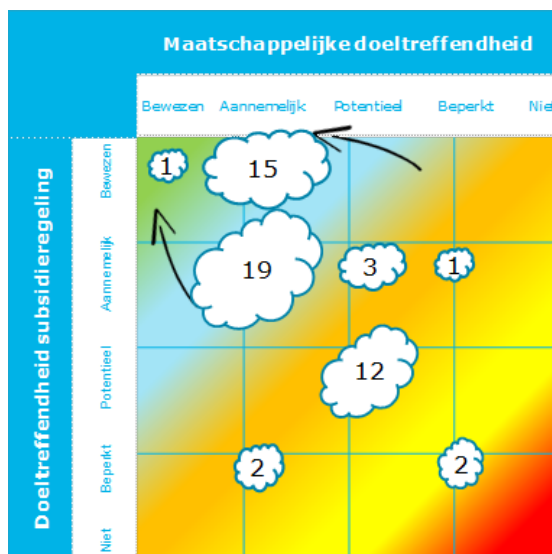 Maatschappelijke doeltreffendheid
Bewezen Aannemelijk Potentieel Beperkt Nie
Doeltreffendheid subsidieregeling
Bewezen
Aannemelijk
Potentieel
Beperkt
Niet
1
15
19
3
1
12
2
2